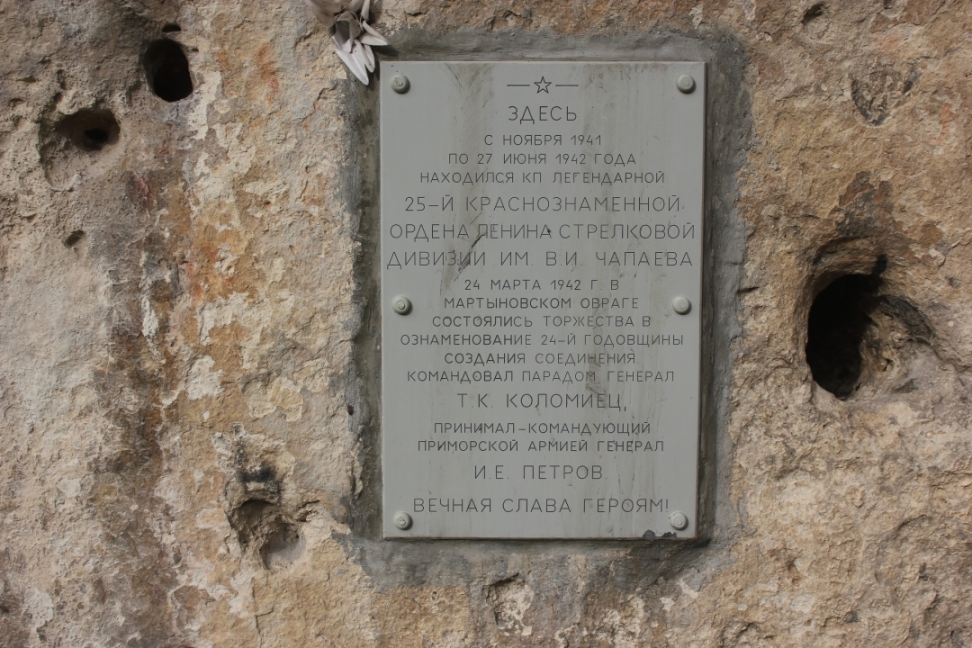 ЗДЕСЬ
С НОЯБРЯ 1941
ПО 27 ИЮНЯ 1942 ГОДА
НАХОДИЛСЯ КП ЛЕГЕНДАРНОЙ
25-Й КРАСНОЗНАМЕННОЙ
ОРДЕНА ЛЕНИНА СТРЕЛКОВОЙ
ДИВИЗИИ ИМ. В.И. ЧАПАЕВА
24 МАРТА 1942 Г. В
МАРТЫНОВСКОМ ОВРАГЕ
СОСТОЯЛИСЬ ТОРЖЕСТВА В
ОЗНАМЕНОВАНИЕ 24-Й ГОДОВЩИНЫ
СОЗДАНИЯ СОЕДИНЕНИЯ
КОМАНДОВАЛ ПАРАДОМ ГЕНЕРАЛ
Т.К. КОЛОМИЕЦ,
ПРИНИМАЛ-КОМАНДУЮЩИЙ
ПРИМОРСКОЙ АРМИЕЙ ГЕНЕРАЛ
И.Е. ПЕТРОВ
ВЕЧНАЯ СЛАВА ГЕРОЯМ!